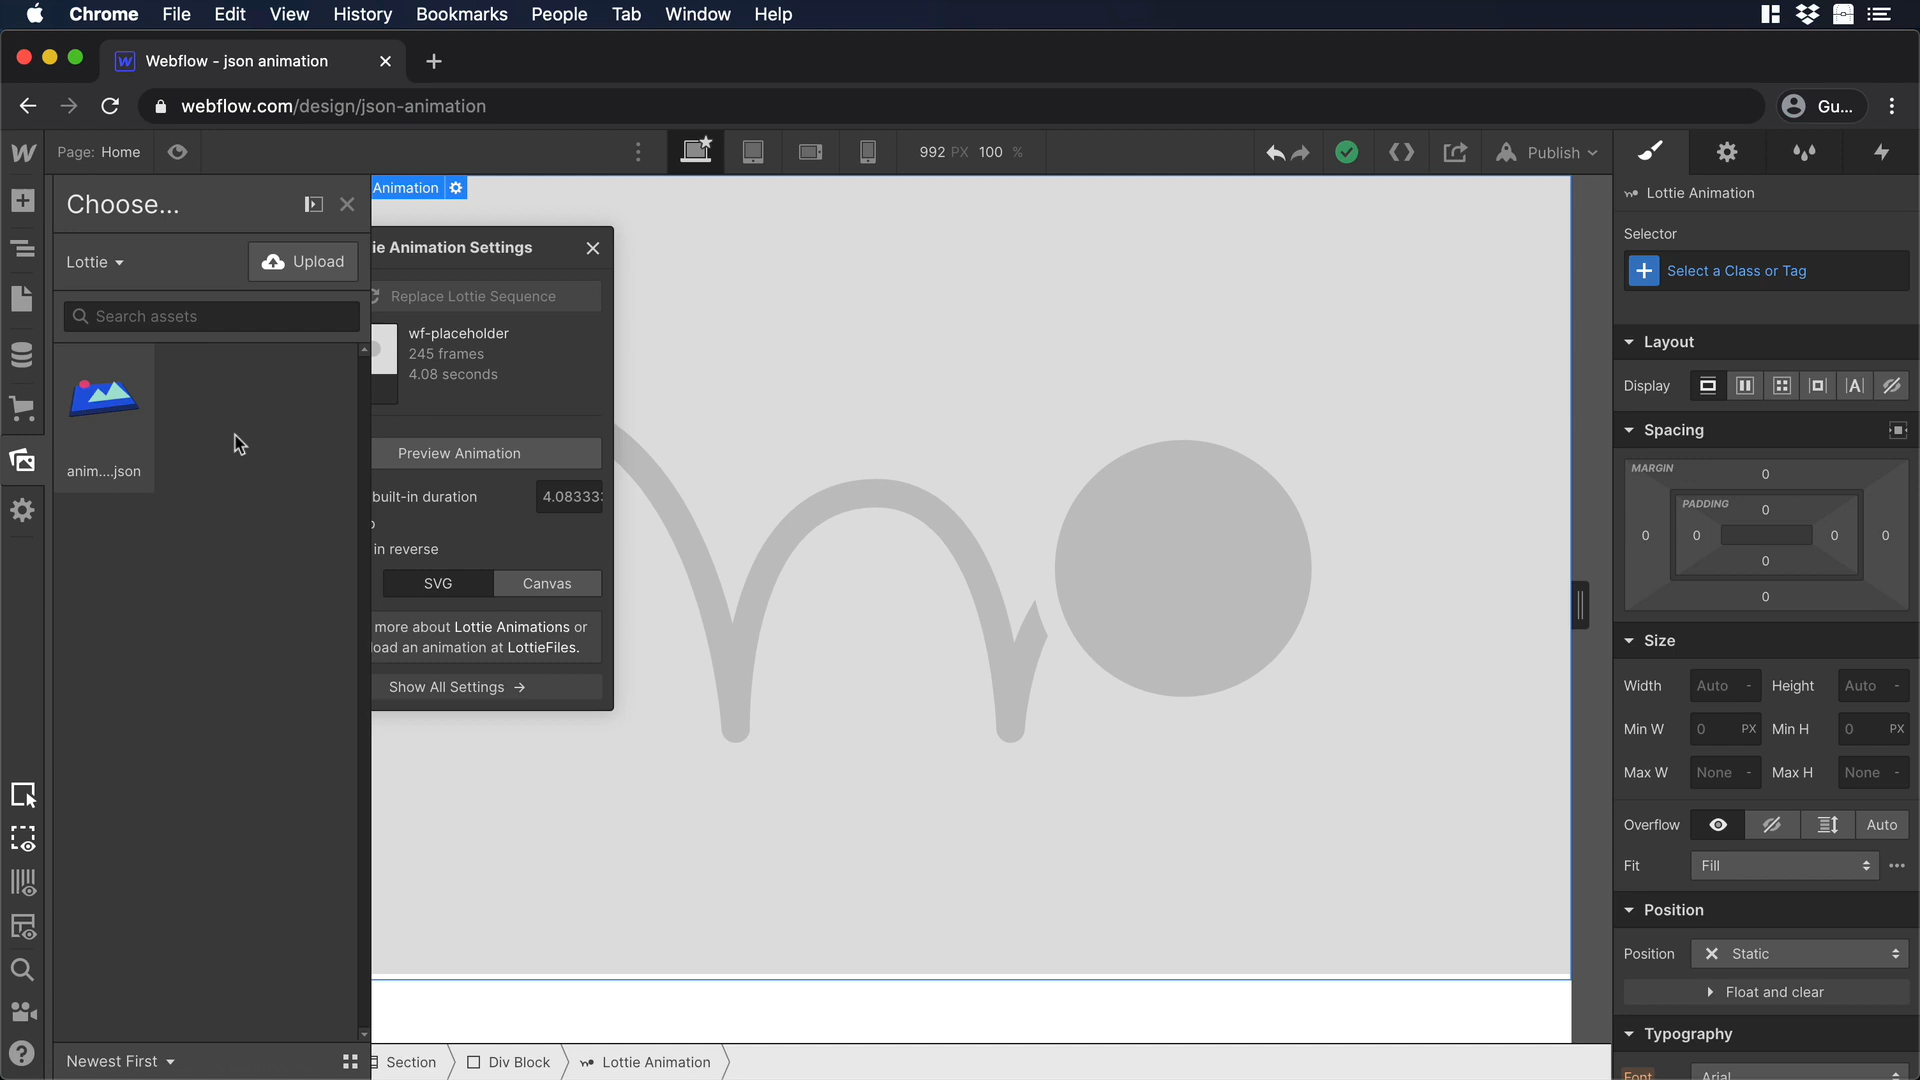 Chrome File Edit View History Bookmarks People Tab Window Help
Webflow - json animation
webflow.com/design/json-animation
Gu...
Page: Home
992 PX 100 %
Publish
Choose...
Lottie
Upload
Search assets
anim....json
Newest First
Animation
ie Animation Settings
Replace Lottie Sequence
wf-placeholder
245 frames
4.08 seconds
Preview Animation
built-in duration 4.08333
in reverse
SVG Canvas
more about Lottie Animations or
oad an animation at LottieFiles.
Show All Settings
Section Div Block Lottie Animation
Lottie Animation
Selector
Select a Class or Tag
Layout
Display
Spacing
MARGIN
0
PADDING
0
0 0 0 0
0
0
Size
Width Auto - Height Auto -
Min W 0 PX Min H 0 PX
Max W None - Max H None -
Overflow Auto
Fit Fill
Position
Position Static
Float and clear
Typography
Font Arial